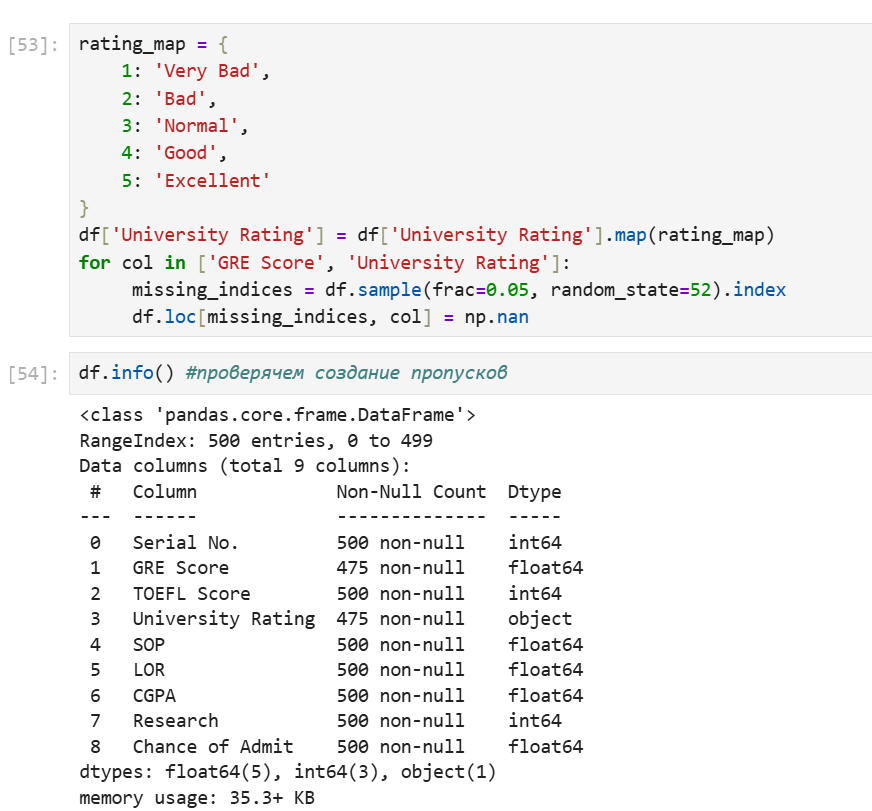 [53]: rating_map = {
    1: 'Very Bad',
    2: 'Bad',
    3: 'Normal',
    4: 'Good',
    5: 'Excellent'
}
df['University Rating'] = df['University Rating'].map(rating_map)
for col in ['GRE Score', 'University Rating']:
     missing_indices = df.sample(frac=0.05, random_state=52).index
     df.loc[missing_indices, col] = np.nan
[54]: df.info() #проверячем создание пропусков
<class 'pandas.core.frame.DataFrame'>
RangeIndex: 500 entries, 0 to 499
Data columns (total 9 columns):
 #   Column             Non-Null Count  Dtype
---  ------             --------------  -----
 0   Serial No.         500 non-null    int64
 1   GRE Score          475 non-null    float64
 2   TOEFL Score        500 non-null    int64
 3   University Rating  475 non-null    object
 4   SOP                500 non-null    float64
 5   LOR                500 non-null    float64
 6   CGPA               500 non-null    float64
 7   Research           500 non-null    int64
 8   Chance of Admit    500 non-null    float64
dtypes: float64(5), int64(3), object(1)
memory usage: 35.3+ KB